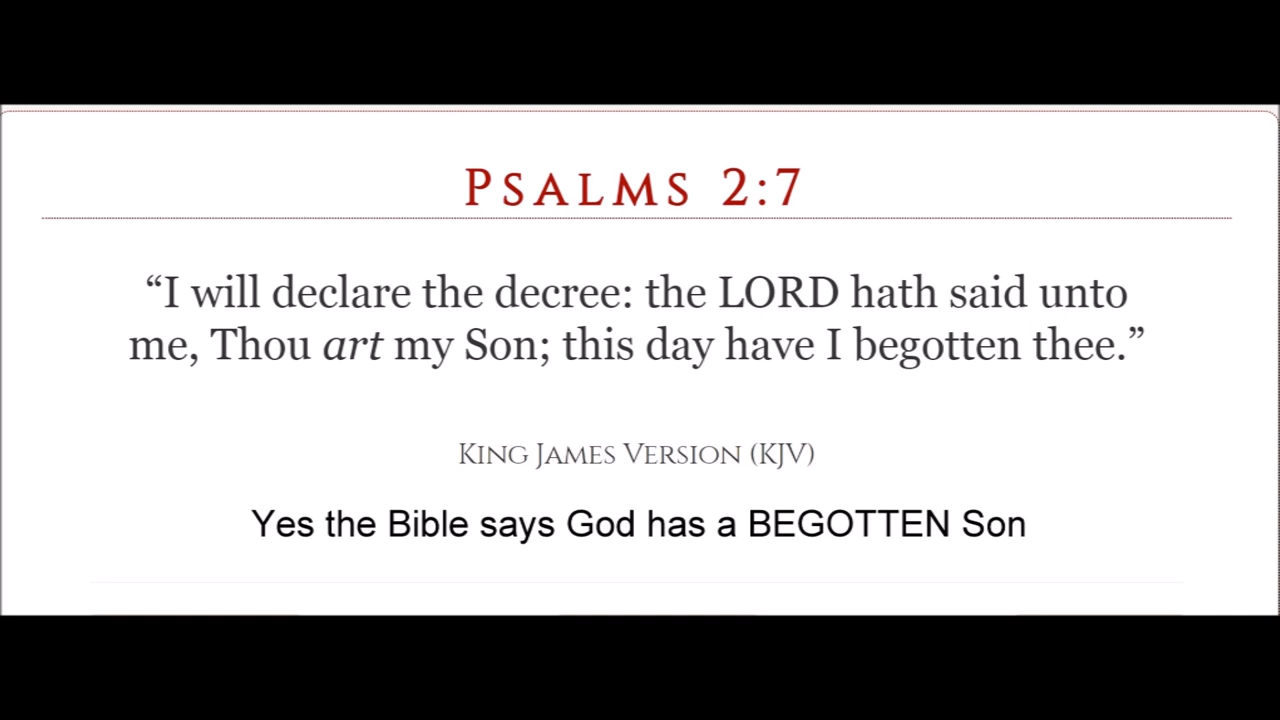 PSALMS 2:7
“I will declare the decree: the LORD hath said unto
me, Thou art my Son; this day have I begotten thee.”
KING JAMES VERSION (KJV)
Yes the Bible says God has a BEGOTTEN Son